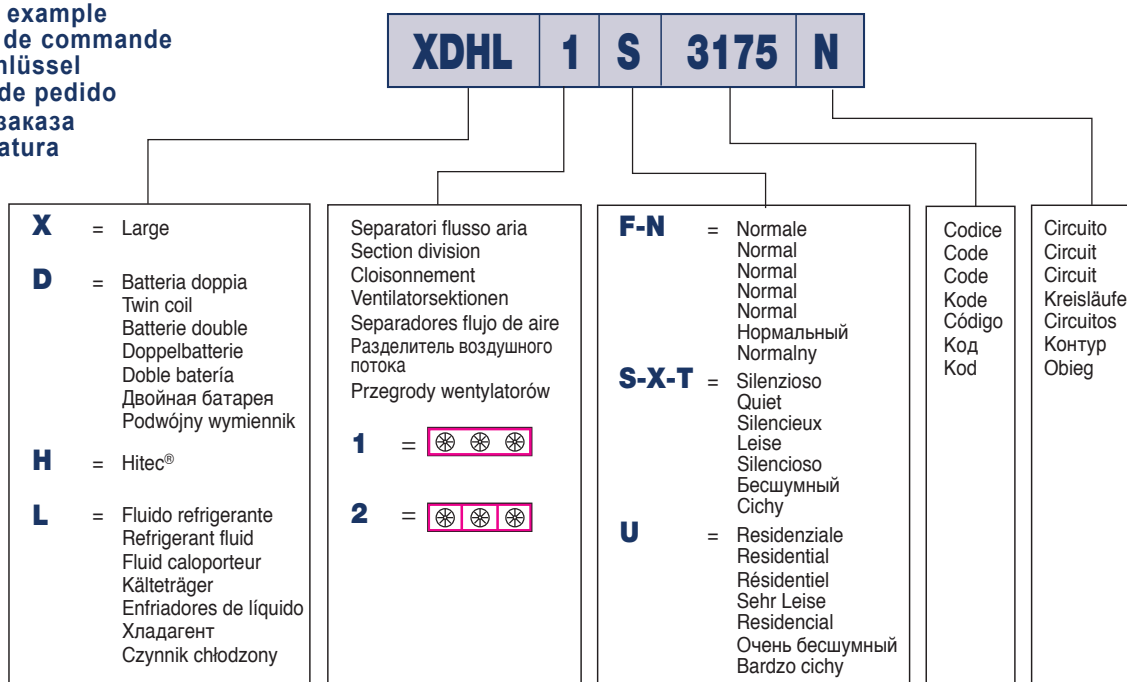 example
de commande
de pedido
заказа
XDHL 1 S 3175 N
X = Large
D = Batteria doppia
Twin coil
Batterie double
Doppelbatterie
Doble batería
Двойная батарея
Podwójny wymiennik
H = Hitec®
L = Fluido refrigerante
Refrigerant fluid
Fluid caloporteur
Kälteträger
Enfriadores de líquido
Хладагент
Czynnik chłodzony
Separatori flusso aria
Section division
Cloisonnement
Ventilatorsektionen
Separadores flujo de aire
Разделитель воздушного
потока
Przegrody wentylatorów
1 =
2 =
F-N = Normale
Normal
Normal
Normal
Normal
Нормальный
Normalny
S-X-T = Silenzioso
Quiet
Silencieux
Leise
Silencioso
Бесшумный
Cichy
U = Residenziale
Residential
Résidentiel
Sehr Leise
Residencial
Очень бесшумный
Bardzo cichy
Codice
Code
Code
Kode
Código
Код
Kod
Circuito
Circuit
Circuit
Kreisläufe
Circuitos
Контур
Obieg